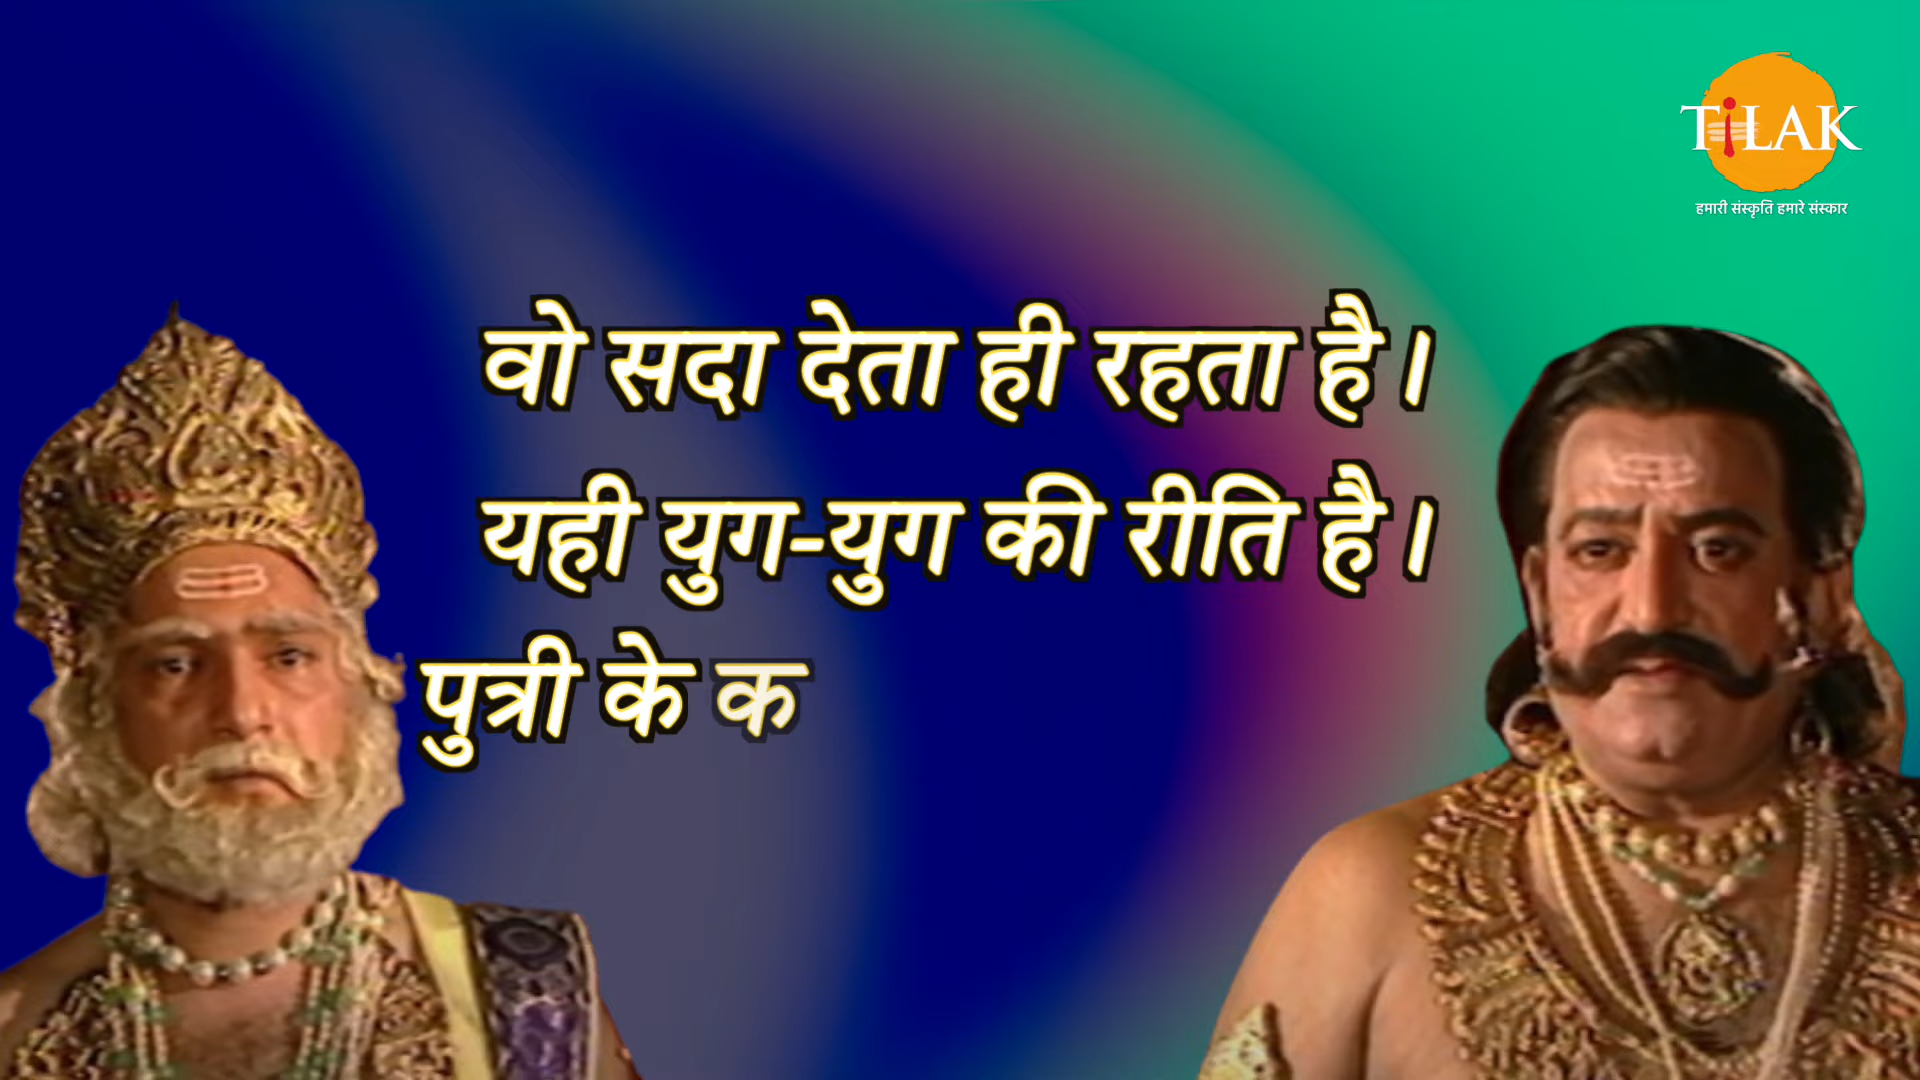 TiLAK
हमारी संस्कृति हमारे संस्कार
वो सदा देता ही रहता है।
यही युग-युग की रीति है।
पुत्री के क